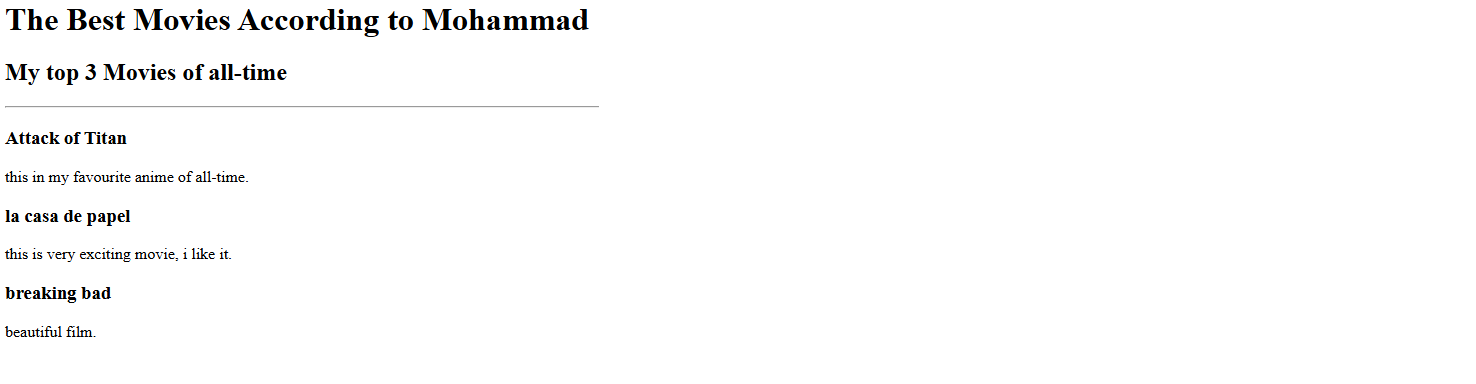 The Best Movies According to Mohammad
My top 3 Movies of all-time
Attack of Titan
this in my favourite anime of all-time.
la casa de papel
this is very exciting movie, i like it.
breaking bad
beautiful film.